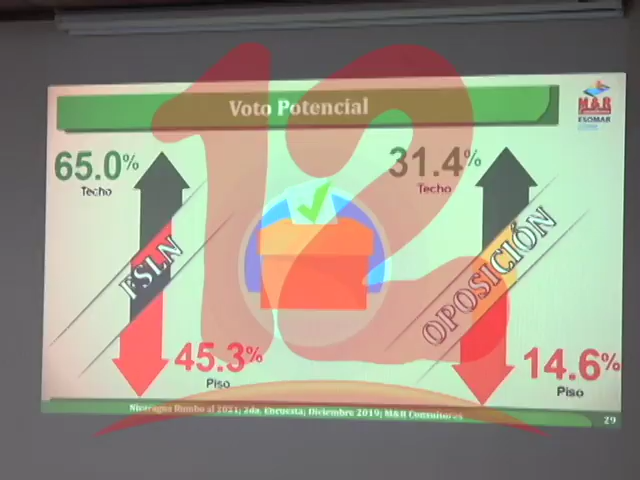 Voto Potencial
M&R
ESOMAR
65.0%
Techo
31.4%
Techo
12
FSLN
OPOSICIÓN
45.3%
Piso
14.6%
Piso
Nicaragua Rumbo al 2021; 2da. Encuesta; Diciembre 2019; M&R Consultores
29